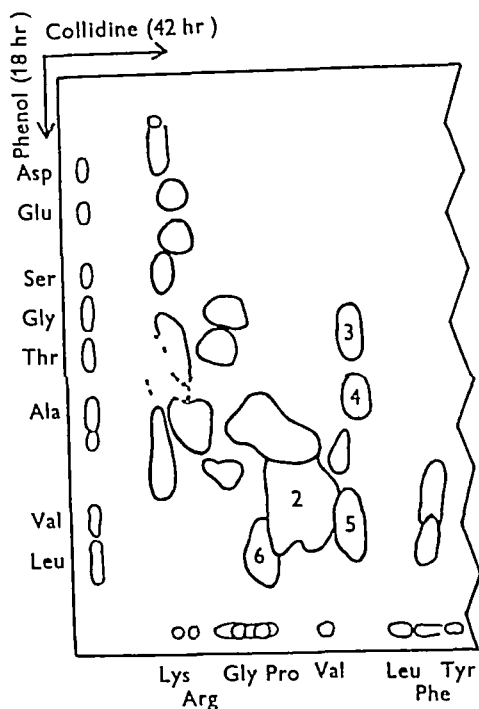 Collidine (42 hr)
Phenol (18 hr)
Asp
Glu
Ser
Gly
Thr
Ala
Val
Leu
3
4
2
5
6
Lys Gly Pro Val Leu Tyr
Arg Phe